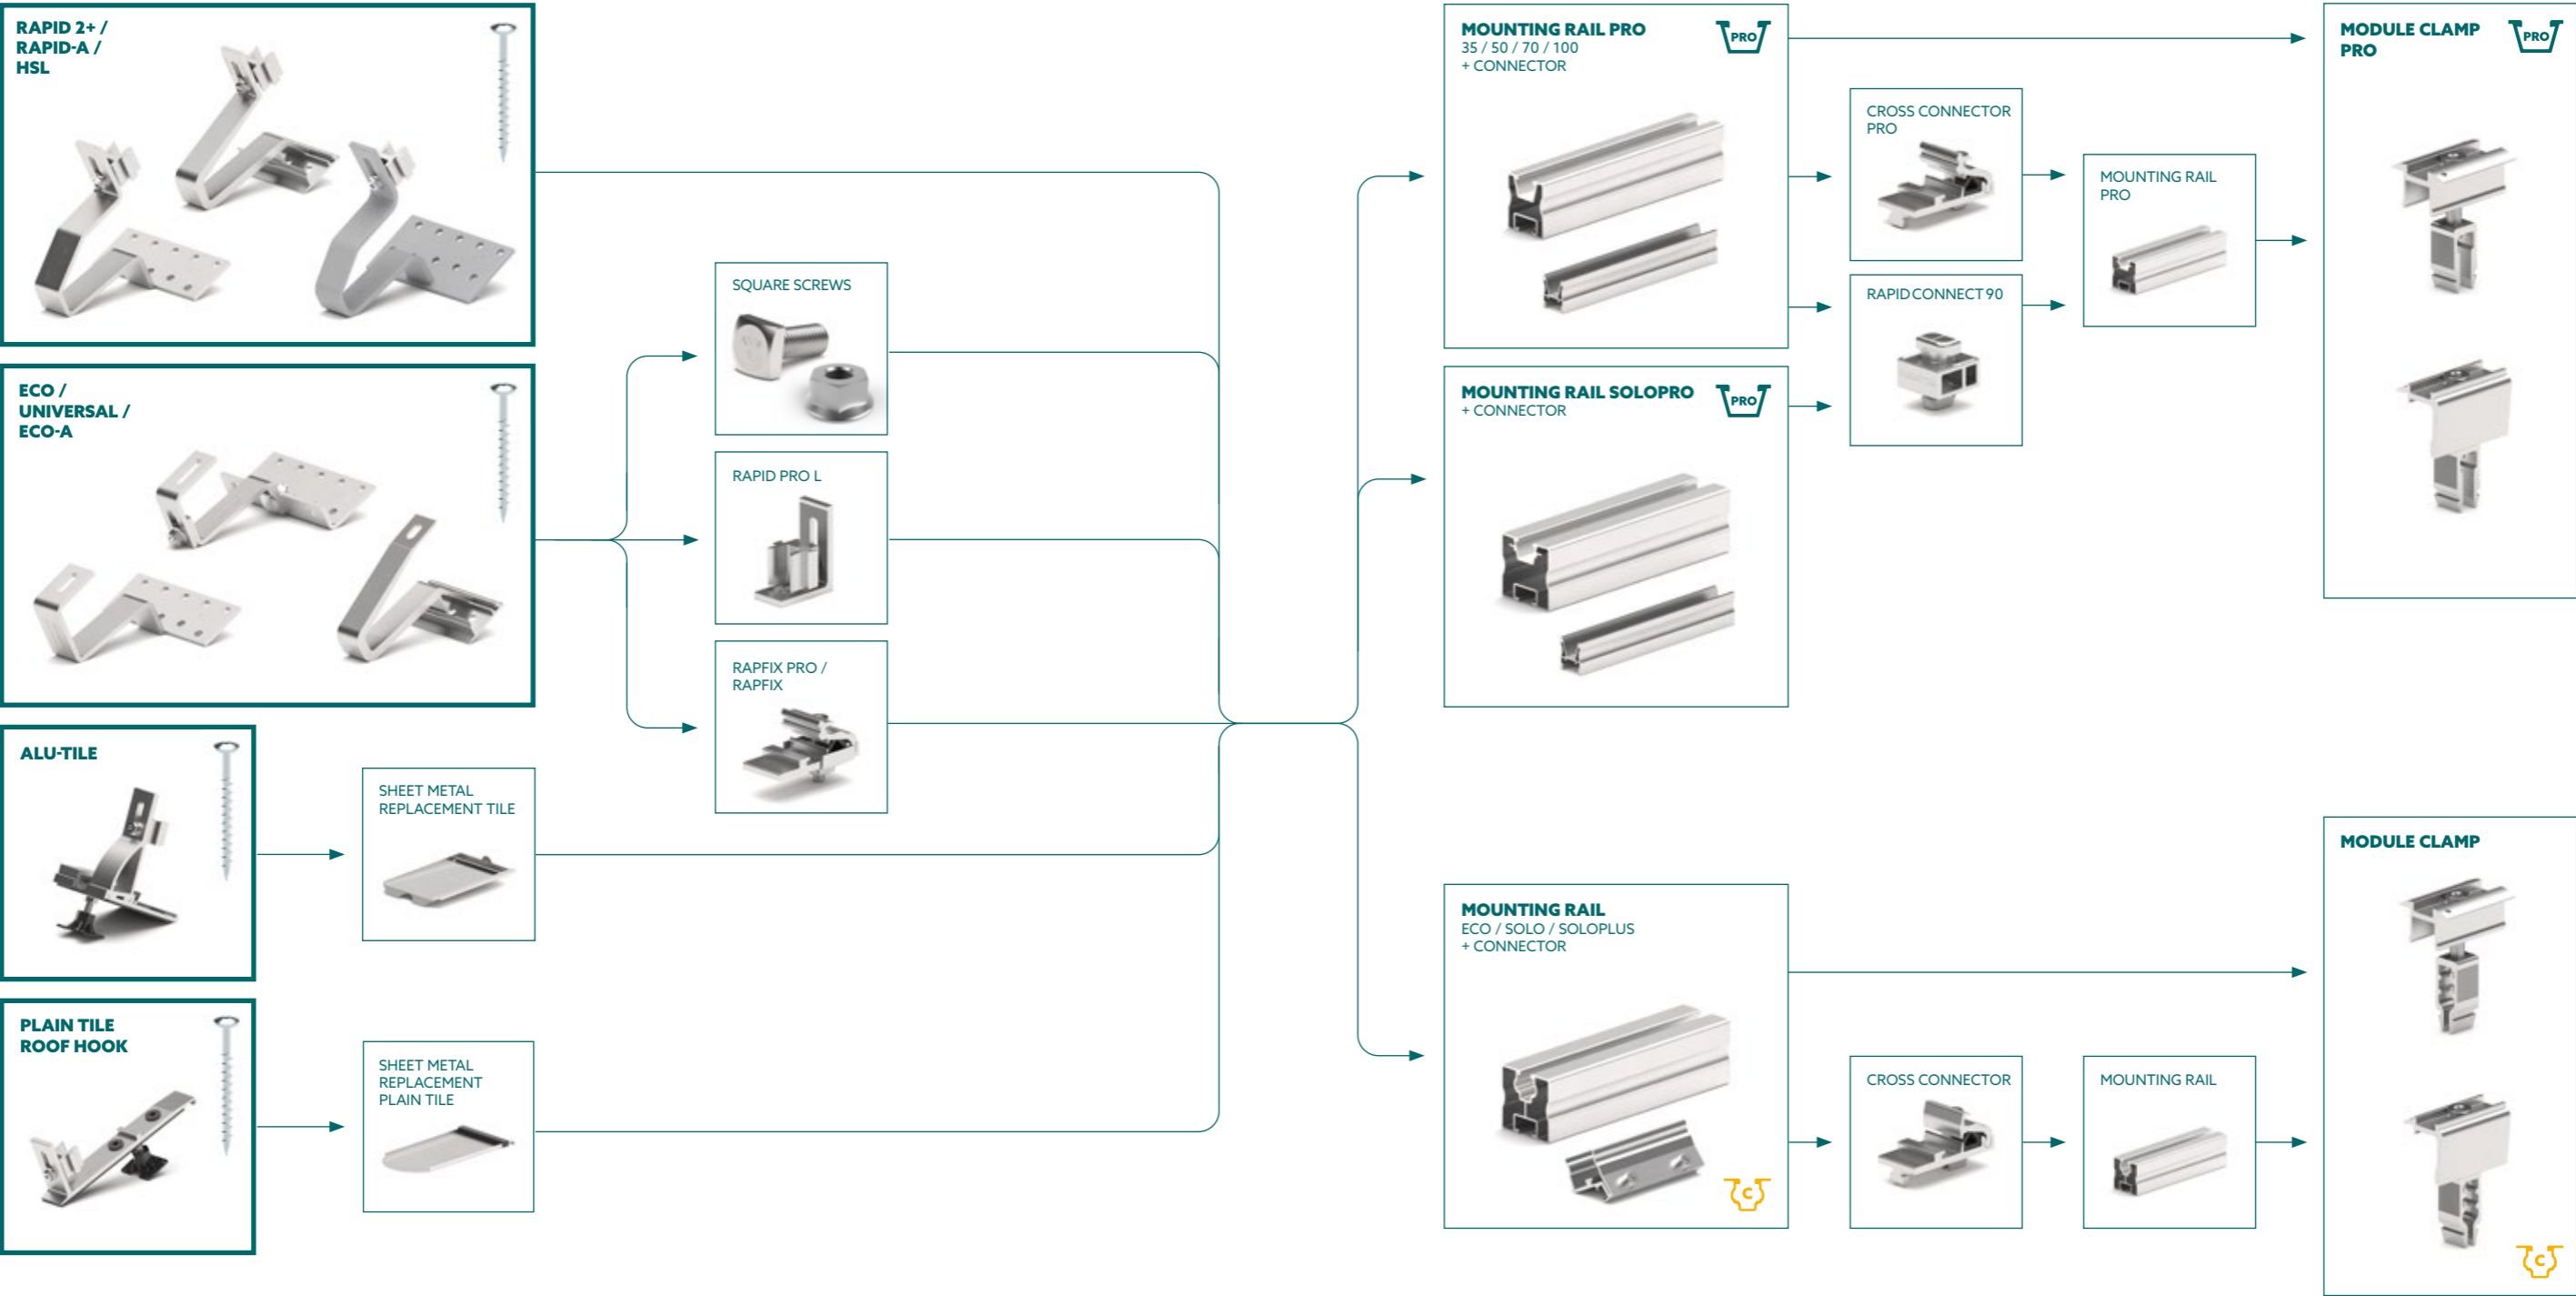 RAPID 2+ /
RAPID-A /
HSL
ECO /
UNIVERSAL /
ECO-A
ALU-TILE
PLAIN TILE
ROOF HOOK
SHEET METAL
REPLACEMENT TILE
SHEET METAL
REPLACEMENT
PLAIN TILE
SQUARE SCREWS
RAPID PRO L
RAPFIX PRO /
RAPFIX
MOUNTING RAIL PRO
35 / 50 / 70 / 100
+ CONNECTOR
PRO
MOUNTING RAIL SOLOPRO
+ CONNECTOR
PRO
MOUNTING RAIL
ECO / SOLO / SOLOPLUS
+ CONNECTOR
C
CROSS CONNECTOR
PRO
RAPID CONNECT 90
MOUNTING RAIL
PRO
CROSS CONNECTOR
MOUNTING RAIL
MODULE CLAMP
PRO
PRO
MODULE CLAMP
C